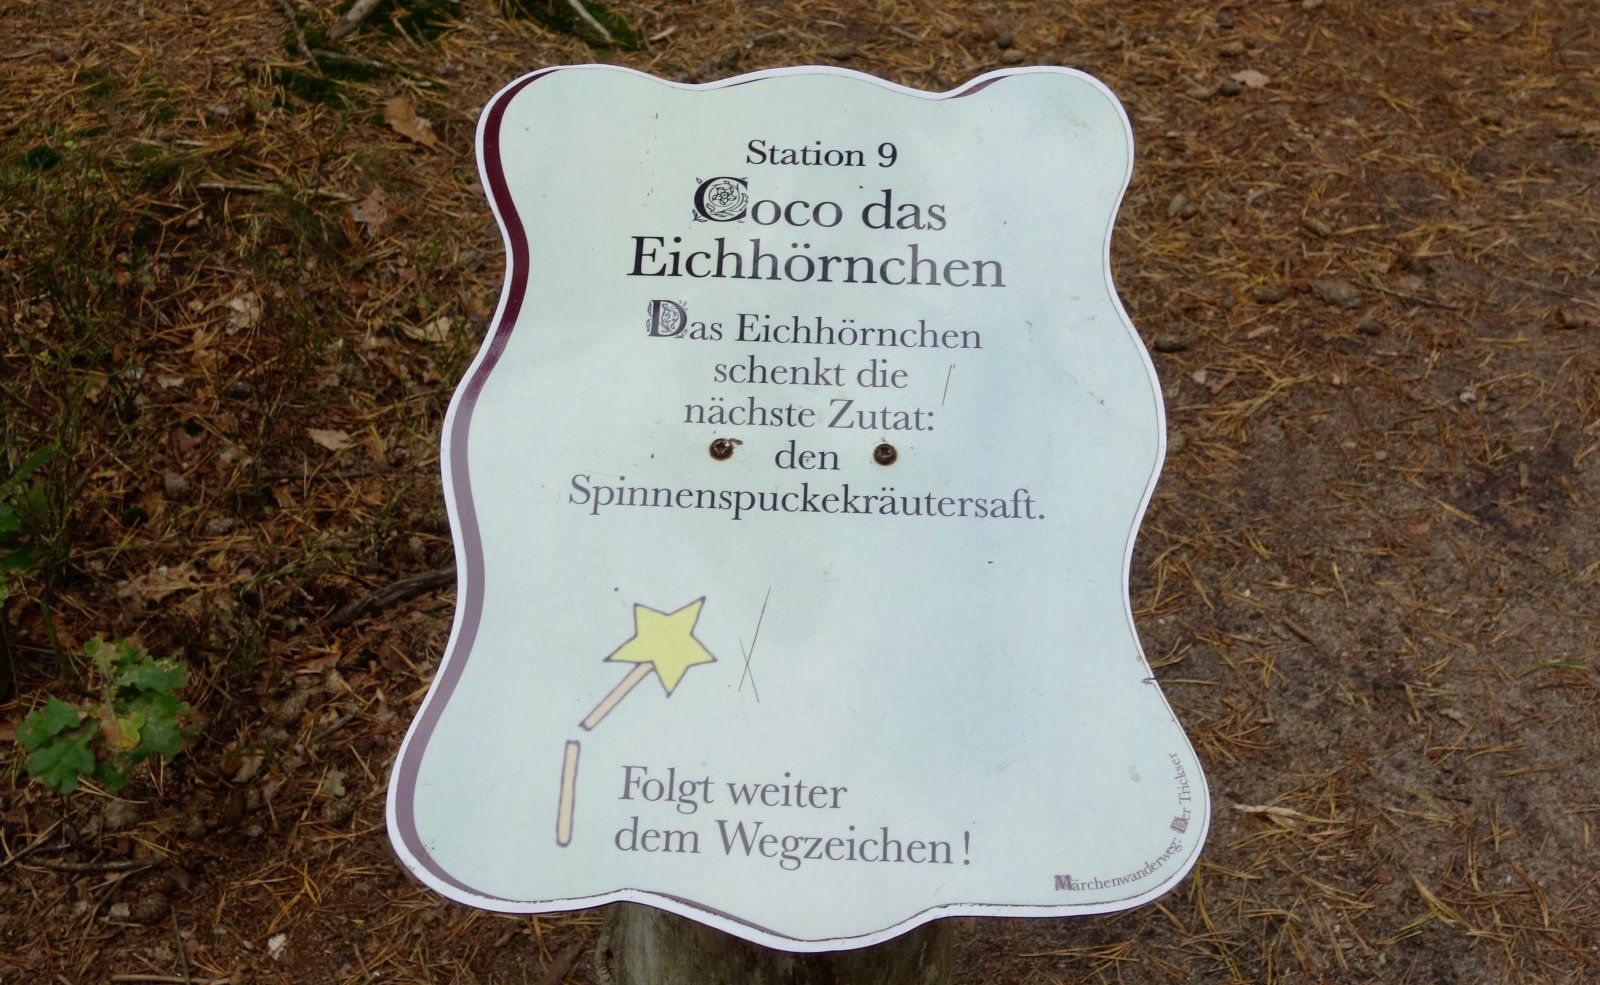 Station 9
Coco das
Eichhörnchen
Das Eichhörnchen
schenkt die
nächste Zutat:
den
Spinnenspuckekräutersaft.
Folgt weiter
dem Wegzeichen!
Märchenwanderweg: Der Trickser